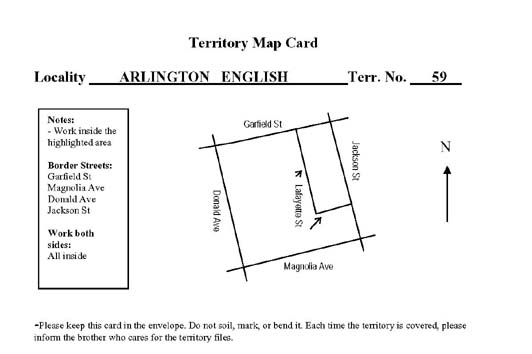 Territory Map Card
Locality ARLINGTON ENGLISH Terr. No. 59
Notes:
- Work inside the
highlighted area
Border Streets:
Garfield St
Magnolia Ave
Donald Ave
Jackson St
Work both
sides:
All inside
Garfield St
Jackson St
Lafayette St
Donald Ave
Magnolia Ave
N
-Please keep this card in the envelope. Do not soil, mark, or bend it. Each time the territory is covered, please
inform the brother who cares for the territory files.